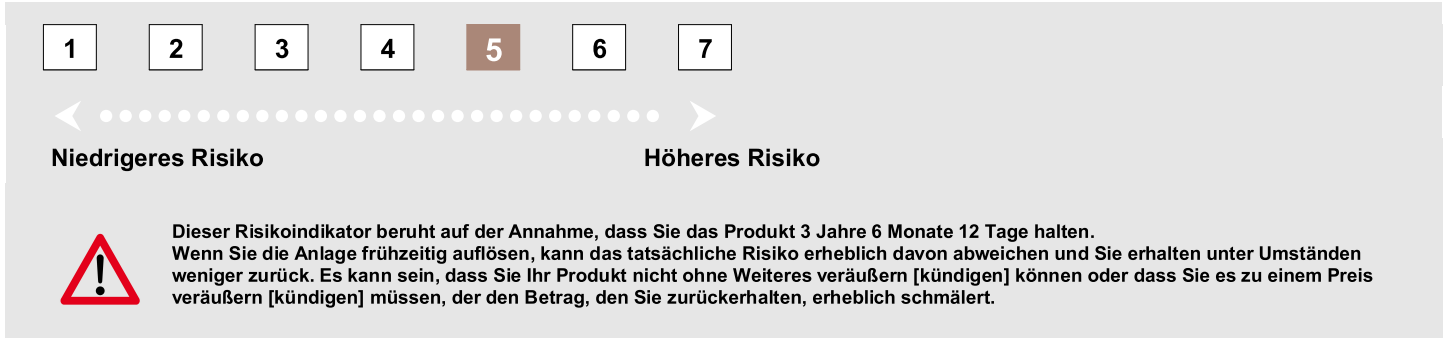 1 2 3 4 5 6 7
Niedrigeres Risiko Höheres Risiko
Dieser Risikoindikator beruht auf der Annahme, dass Sie das Produkt 3 Jahre 6 Monate 12 Tage halten.
Wenn Sie die Anlage frühzeitig auflösen, kann das tatsächliche Risiko erheblich davon abweichen und Sie erhalten unter Umständen
weniger zurück. Es kann sein, dass Sie Ihr Produkt nicht ohne Weiteres veräußern [kündigen] können oder dass Sie es zu einem Preis
veräußern [kündigen] müssen, der den Betrag, den Sie zurückerhalten, erheblich schmälert.